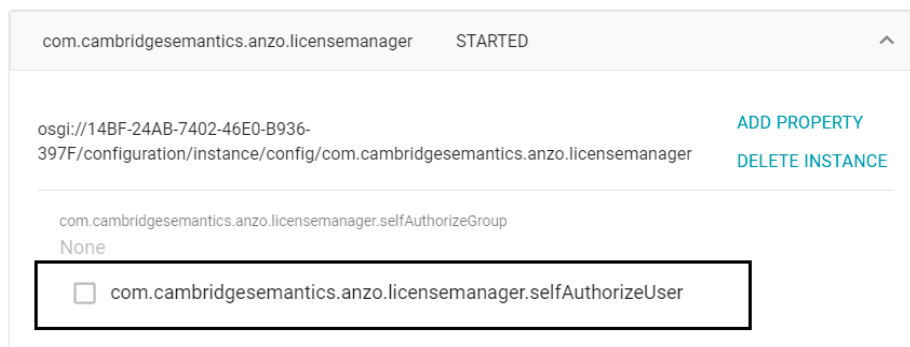 com.cambridgesemantics.anzo.licensemanager STARTED
osgi://14BF-24AB-7402-46E0-B936-
397F/configuration/instance/config/com.cambridgesemantics.anzo.licensemanager
ADD PROPERTY
DELETE INSTANCE
com.cambridgesemantics.anzo.licensemanager.selfAuthorizeGroup
None
com.cambridgesemantics.anzo.licensemanager.selfAuthorizeUser